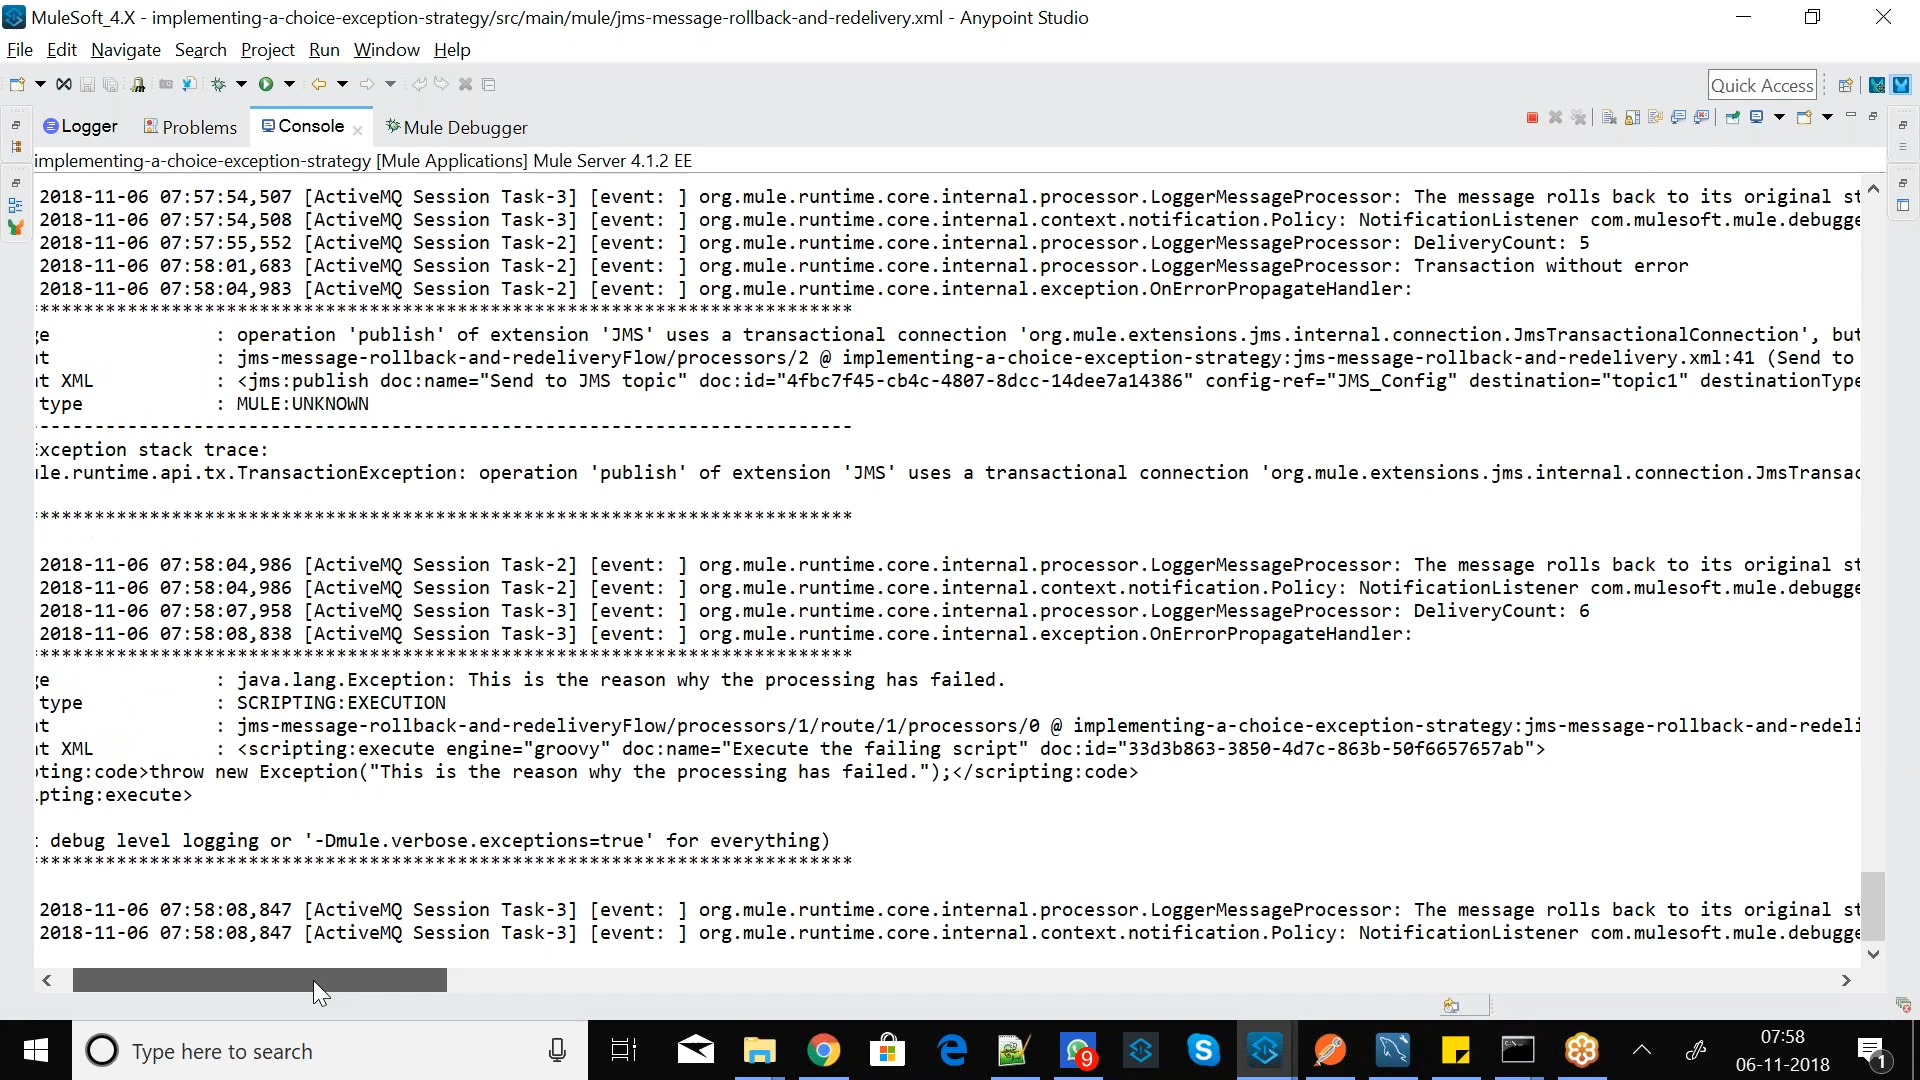 MuleSoft_4.X - implementing-a-choice-exception-strategy/src/main/mule/jms-message-rollback-and-redelivery.xml - Anypoint Studio
File Edit Navigate Search Project Run Window Help
Quick Access
Logger Problems Console Mule Debugger
implementing-a-choice-exception-strategy [Mule Applications] Mule Server 4.1.2 EE
2018-11-06 07:57:54,507 [ActiveMQ Session Task-3] [event: ] org.mule.runtime.core.internal.processor.LoggerMessageProcessor: The message rolls back to its original st
2018-11-06 07:57:54,508 [ActiveMQ Session Task-3] [event: ] org.mule.runtime.core.internal.context.notification.Policy: NotificationListener com.mulesoft.mule.debugge
2018-11-06 07:57:55,552 [ActiveMQ Session Task-2] [event: ] org.mule.runtime.core.internal.processor.LoggerMessageProcessor: DeliveryCount: 5
2018-11-06 07:58:01,683 [ActiveMQ Session Task-2] [event: ] org.mule.runtime.core.internal.processor.LoggerMessageProcessor: Transaction without error
2018-11-06 07:58:04,983 [ActiveMQ Session Task-2] [event: ] org.mule.runtime.core.internal.exception.OnErrorPropagateHandler:
**************************************************************************
ge : operation 'publish' of extension 'JMS' uses a transactional connection 'org.mule.extensions.jms.internal.connection.JmsTransactionalConnection', but
nt : jms-message-rollback-and-redeliveryFlow/processors/2 @ implementing-a-choice-exception-strategy:jms-message-rollback-and-redelivery.xml:41 (Send to
nt XML : <jms:publish doc:name="Send to JMS topic" doc:id="4fbc7f45-cb4c-4807-8dcc-14dee7a14386" config-ref="JMS_Config" destination="topic1" destinationType
type : MULE:UNKNOWN
--------------------------------------------------------------------------
Exception stack trace:
ule.runtime.api.tx.TransactionException: operation 'publish' of extension 'JMS' uses a transactional connection 'org.mule.extensions.jms.internal.connection.JmsTransac
**************************************************************************
2018-11-06 07:58:04,986 [ActiveMQ Session Task-2] [event: ] org.mule.runtime.core.internal.processor.LoggerMessageProcessor: The message rolls back to its original st
2018-11-06 07:58:04,986 [ActiveMQ Session Task-2] [event: ] org.mule.runtime.core.internal.context.notification.Policy: NotificationListener com.mulesoft.mule.debugge
2018-11-06 07:58:07,958 [ActiveMQ Session Task-3] [event: ] org.mule.runtime.core.internal.processor.LoggerMessageProcessor: DeliveryCount: 6
2018-11-06 07:58:08,838 [ActiveMQ Session Task-3] [event: ] org.mule.runtime.core.internal.exception.OnErrorPropagateHandler:
**************************************************************************
ge : java.lang.Exception: This is the reason why the processing has failed.
type : SCRIPTING:EXECUTION
nt : jms-message-rollback-and-redeliveryFlow/processors/1/route/1/processors/0 @ implementing-a-choice-exception-strategy:jms-message-rollback-and-redeli
nt XML : <scripting:execute engine="groovy" doc:name="Execute the failing script" doc:id="33d3b863-3850-4d7c-863b-50f6657657ab">
pting:code>throw new Exception("This is the reason why the processing has failed.");</scripting:code>
ipting:execute>
t debug level logging or '-Dmule.verbose.exceptions=true' for everything)
**************************************************************************
2018-11-06 07:58:08,847 [ActiveMQ Session Task-3] [event: ] org.mule.runtime.core.internal.processor.LoggerMessageProcessor: The message rolls back to its original st
2018-11-06 07:58:08,847 [ActiveMQ Session Task-3] [event: ] org.mule.runtime.core.internal.context.notification.Policy: NotificationListener com.mulesoft.mule.debugge
Type here to search
9
07:58
06-11-2018
1